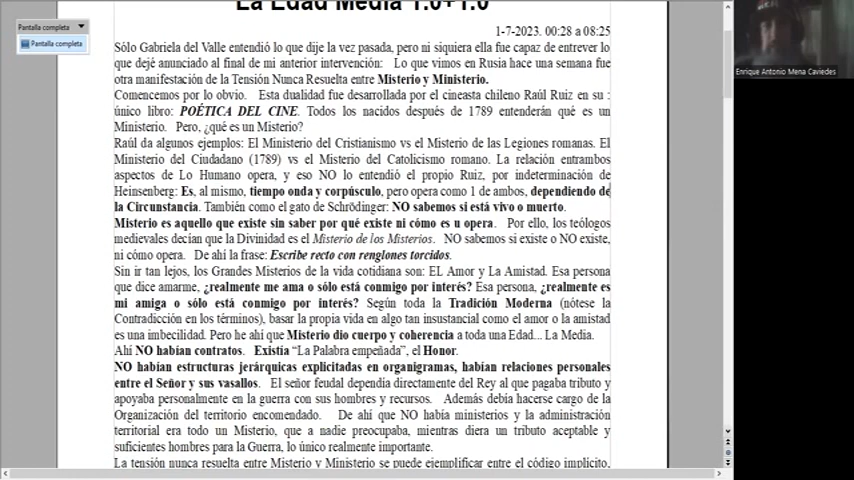 La Edad Media 1.0+1.0
Pantalla completa
Pantalla completa
1-7-2023. 00:28 a 08:25
Sólo Gabriela del Valle entendió lo que dije la vez pasada, pero ni siquiera ella fue capaz de entrever lo
que dejé anunciado al final de mi anterior intervención: Lo que vimos en Rusia hace una semana fue
otra manifestación de la Tensión Nunca Resuelta entre Misterio y Ministerio.
Comencemos por lo obvio. Esta dualidad fue desarrollada por el cineasta chileno Raúl Ruiz en su :
único libro: POÉTICA DEL CINE. Todos los nacidos después de 1789 entenderán qué es un
Ministerio. Pero, ¿qué es un Misterio?
Raúl da algunos ejemplos: El Ministerio del Cristianismo vs el Misterio de las Legiones romanas. El
Ministerio del Ciudadano (1789) vs el Misterio del Catolicismo romano. La relación entrambos
aspectos de Lo Humano opera, y eso NO lo entendió el propio Ruiz, por indeterminación de
Heinsenberg: Es, al mismo, tiempo onda y corpúsculo, pero opera como 1 de ambos, dependiendo de
la Circunstancia. También como el gato de Schrödinger: NO sabemos si está vivo o muerto.
Misterio es aquello que existe sin saber por qué existe ni cómo es u opera. Por ello, los teólogos
medievales decían que la Divinidad es el Misterio de los Misterios. NO sabemos si existe o NO existe,
ni cómo opera. De ahí la frase: Escribe recto con renglones torcidos.
Sin ir tan lejos, los Grandes Misterios de la vida cotidiana son: EL Amor y La Amistad. Esa persona
que dice amarme, ¿realmente me ama o sólo está conmigo por interés? Esa persona, ¿realmente es
mi amiga o sólo está conmigo por interés? Según toda la Tradición Moderna (nótese la
Contradicción en los términos), basar la propia vida en algo tan insustancial como el amor o la amistad
es una imbecilidad. Pero he ahí que Misterio dio cuerpo y coherencia a toda una Edad... La Media.
Ahí NO habían contratos. Existía "La Palabra empeñada", el Honor.
NO habían estructuras jerárquicas explicitadas en organigramas, habían relaciones personales
entre el Señor y sus vasallos. El señor feudal dependía directamente del Rey al que pagaba tributo y
apoyaba personalmente en la guerra con sus hombres y recursos. Además debía hacerse cargo de la
Organización del territorio encomendado. De ahí que NO había ministerios y la administración
territorial era todo un Misterio, que a nadie preocupaba, mientras diera un tributo aceptable y
suficientes hombres para la Guerra, lo único realmente importante.
La tensión nunca resuelta entre Misterio y Ministerio se puede ejemplificar entre el código implícito,
Enrique Antonio Mena Caviedes